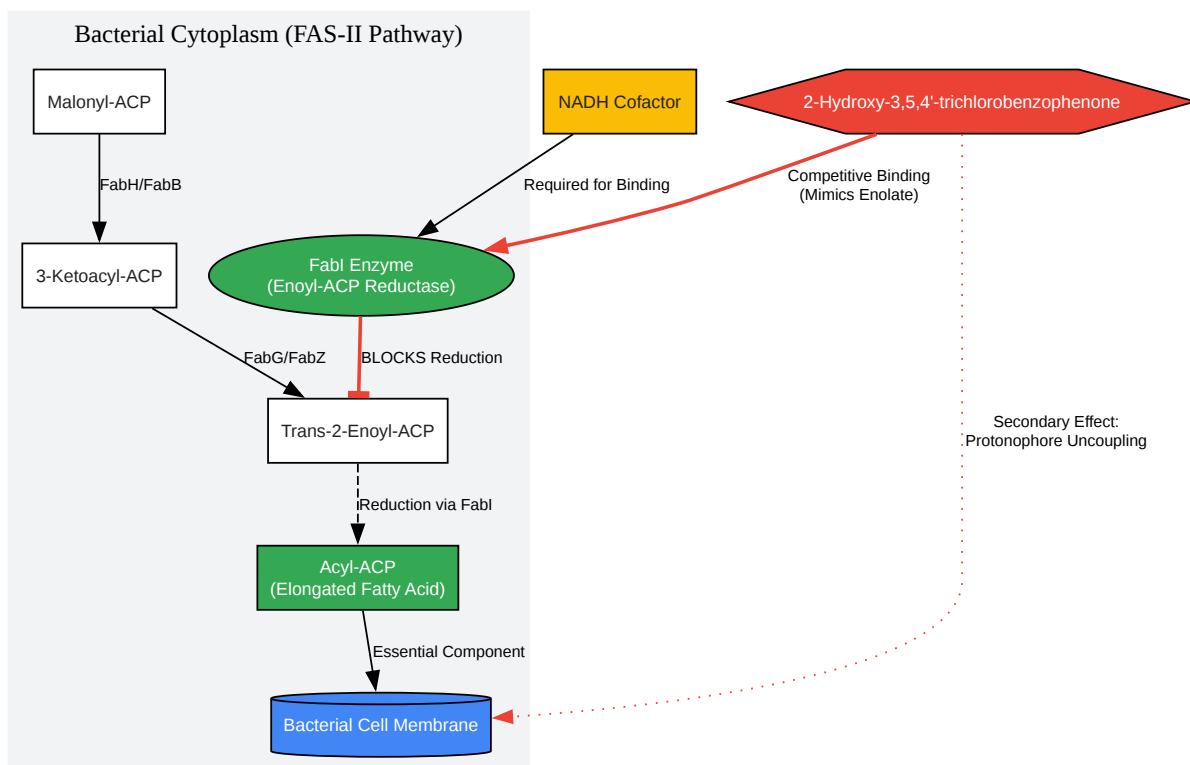 Bacterial Cytoplasm (FAS-II Pathway)
Malonyl-ACP
NADH Cofactor
2-Hydroxy-3,5,4'-trichlorobenzophenone
FabH/FabB
Required for Binding
Competitive Binding
(Mimics Enolate)
3-Ketoacyl-ACP
FabI Enzyme
(Enoyl-ACP Reductase)
FabG/FabZ
BLOCKS Reduction
Trans-2-Enoyl-ACP
Secondary Effect:
Protonophore Uncoupling
Reduction via FabI
Acyl-ACP
(Elongated Fatty Acid)
Essential Component
Bacterial Cell Membrane